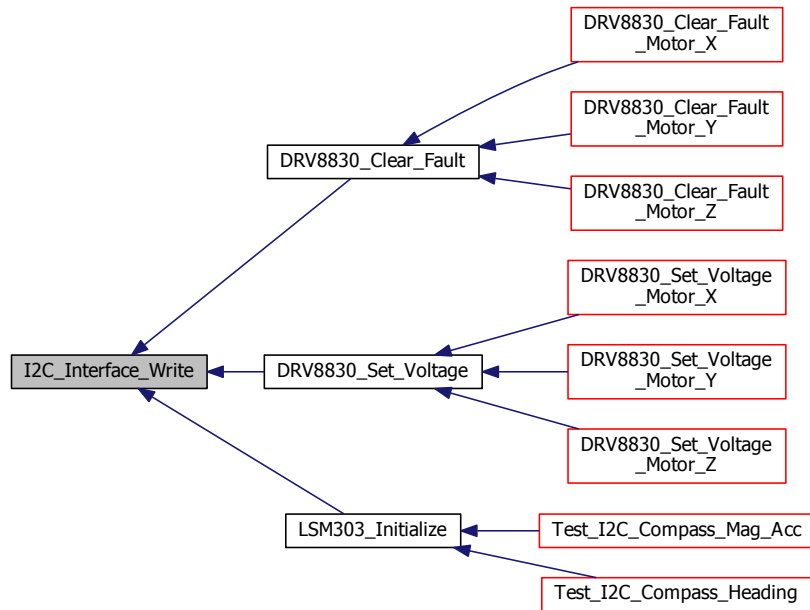 DRV8830_Clear_Fault
_Motor_X
DRV8830_Clear_Fault
_Motor_Y
DRV8830_Clear_Fault
DRV8830_Clear_Fault
_Motor_Z
DRV8830_Set_Voltage
_Motor_X
I2C_Interface_Write
DRV8830_Set_Voltage
DRV8830_Set_Voltage
_Motor_Y
DRV8830_Set_Voltage
_Motor_Z
LSM303_Initialize
Test_I2C_Compass_Mag_Acc
Test_I2C_Compass_Heading